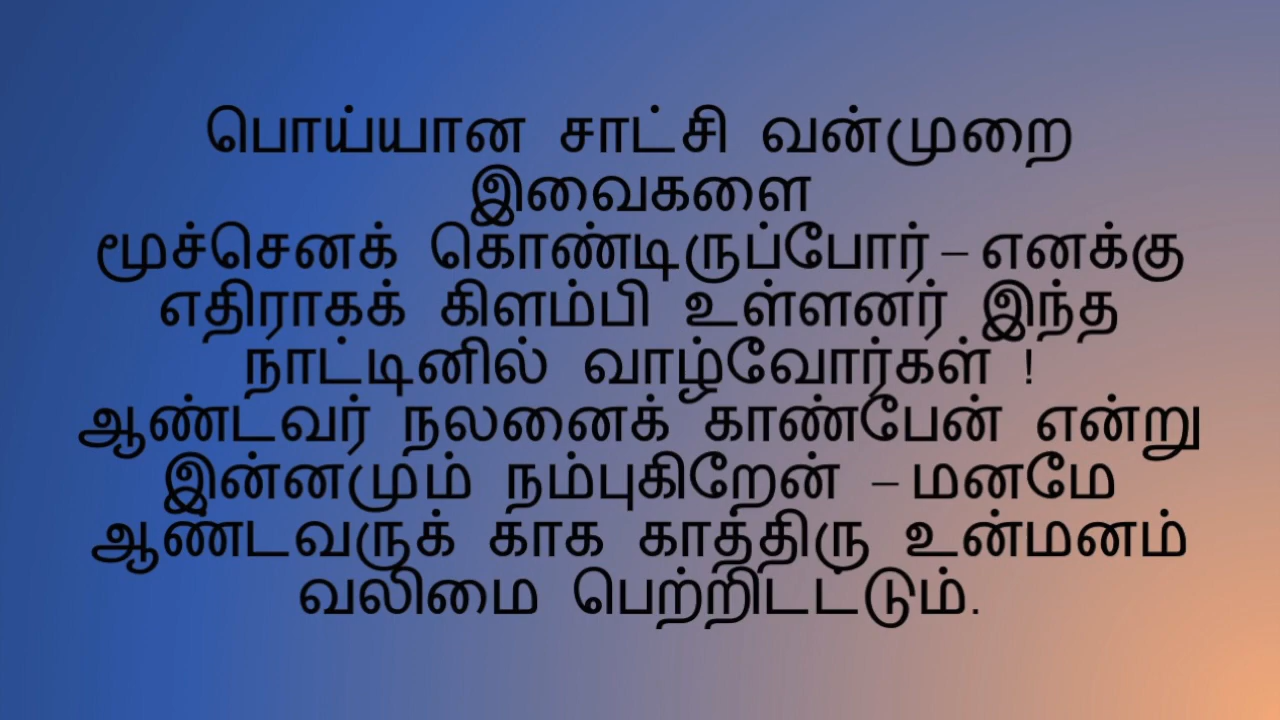 பொய்யான சாட்சி வன்முறை
இவைகளை
மூச்செனக் கொண்டிருப்போர் – எனக்கு
எதிராகக் கிளம்பி உள்ளனர் இந்த
நாட்டினில் வாழ்வோர்கள் !
ஆண்டவர் நலனைக் காண்பேன் என்று
இன்னமும் நம்புகிறேன் – மனமே
ஆண்டவருக் காக காத்திரு உன்மனம்
வலிமை பெற்றிடட்டும்.